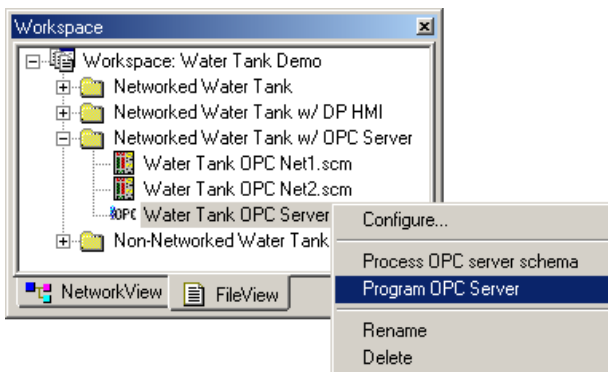 Workspace
Workspace: Water Tank Demo
Networked Water Tank
Networked Water Tank w/ DP HMI
Networked Water Tank w/ OPC Server
Water Tank OPC Net1.scm
Water Tank OPC Net2.scm
OPC Water Tank OPC Server
Non-Networked Water Tank
NetworkView FileView
Configure...
Process OPC server schema
Program OPC Server
Rename
Delete